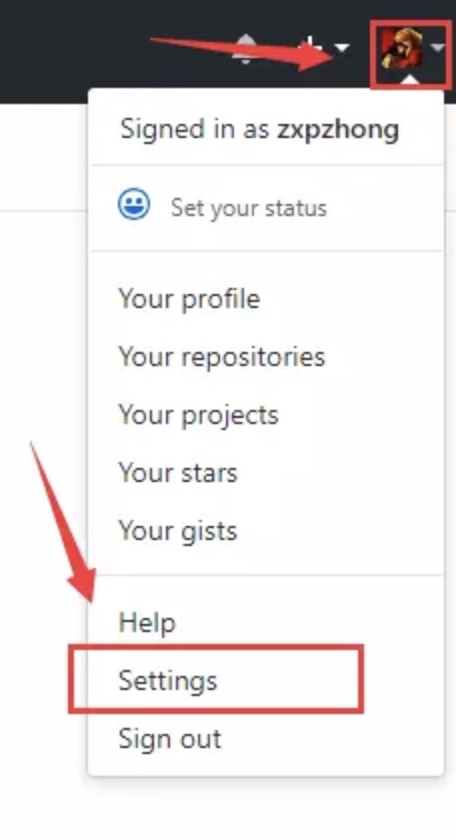 Signed in as zxpzhong
Set your status
Your profile
Your repositories
Your projects
Your stars
Your gists
Help
Settings
Sign out